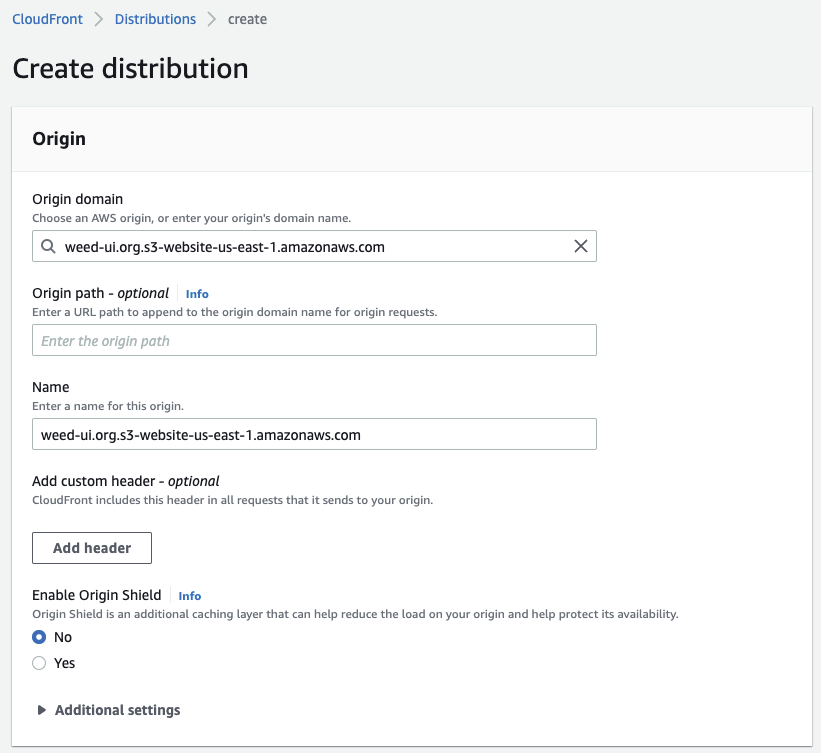 CloudFront > Distributions > create
Create distribution
Origin
Origin domain
Choose an AWS origin, or enter your origin's domain name.
weed-ui.org.s3-website-us-east-1.amazonaws.com
Origin path - optional Info
Enter a URL path to append to the origin domain name for origin requests.
Enter the origin path
Name
Enter a name for this origin.
weed-ui.org.s3-website-us-east-1.amazonaws.com
Add custom header - optional
CloudFront includes this header in all requests that it sends to your origin.
Add header
Enable Origin Shield Info
Origin Shield is an additional caching layer that can help reduce the load on your origin and help protect its availability.
No
Yes
Additional settings